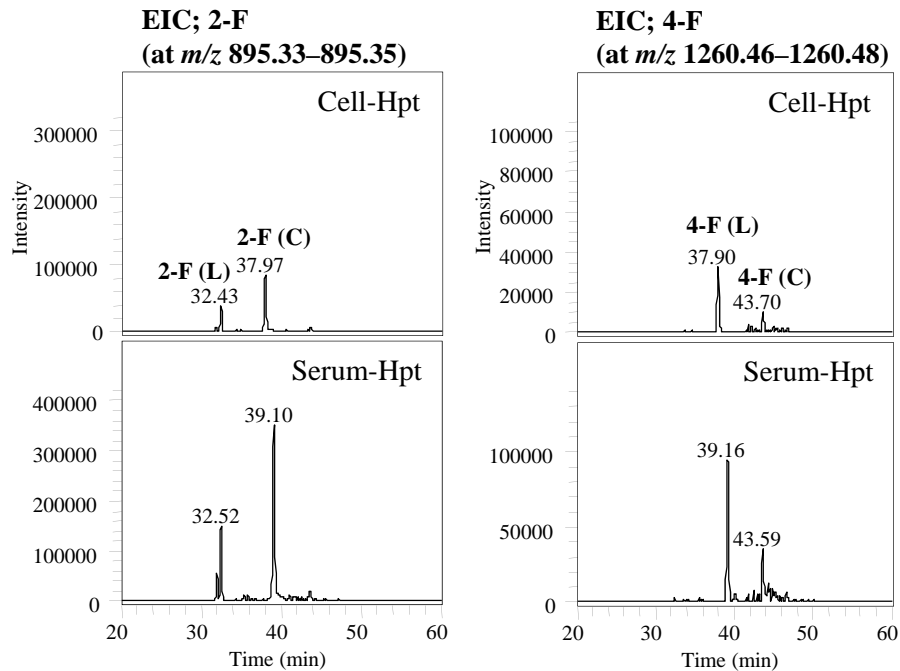 EIC; 2-F
(at m/z 895.33–895.35)
Cell-Hpt
300000
200000
100000
0
Intensity
2-F (L)
32.43
2-F (C)
37.97
Serum-Hpt
400000
300000
200000
100000
0
32.52
39.10
20
30
40
50
60
Time (min)
EIC; 4-F
(at m/z 1260.46–1260.48)
Cell-Hpt
100000
80000
60000
40000
20000
0
Intensity
4-F (L)
37.90
4-F (C)
43.70
Serum-Hpt
100000
50000
0
39.16
43.59
20
30
40
50
60
Time (min)